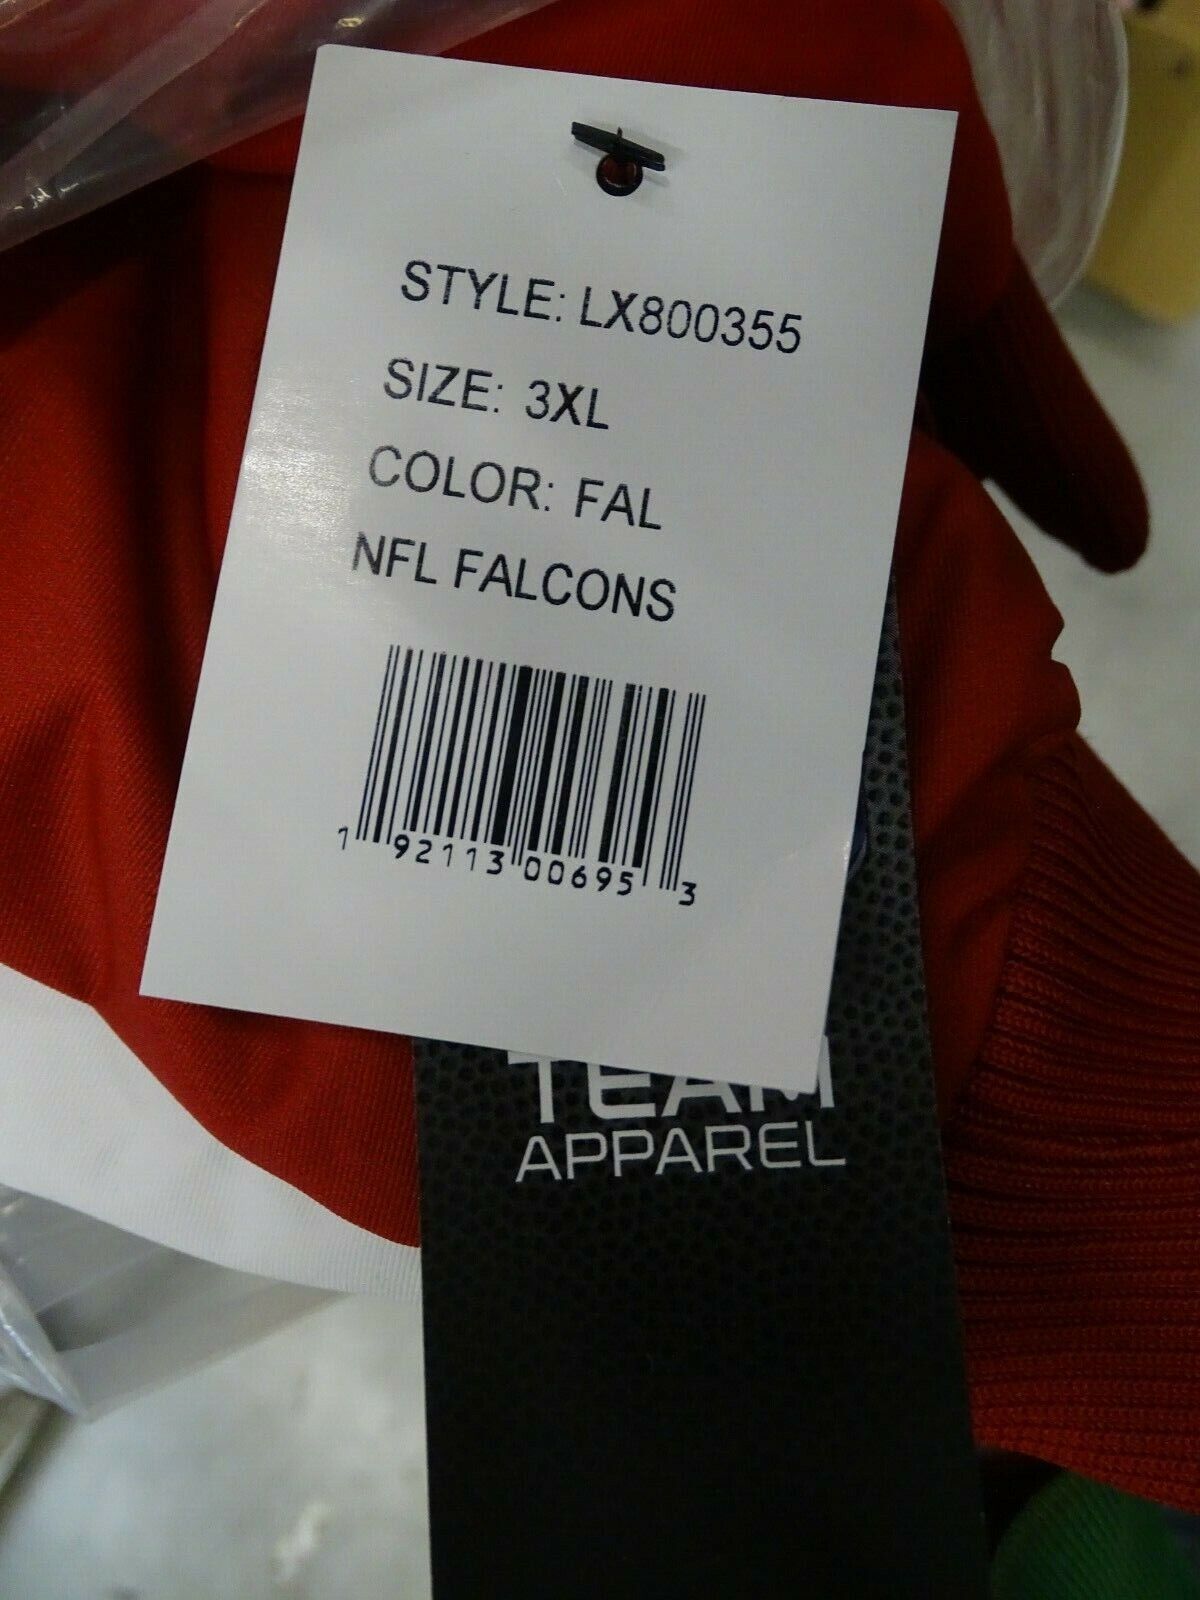 STYLE: LX800355
SIZE: 3XL
COLOR: FAL
NFL FALCONS
1 92113 00695 3
TEAM
APPAREL